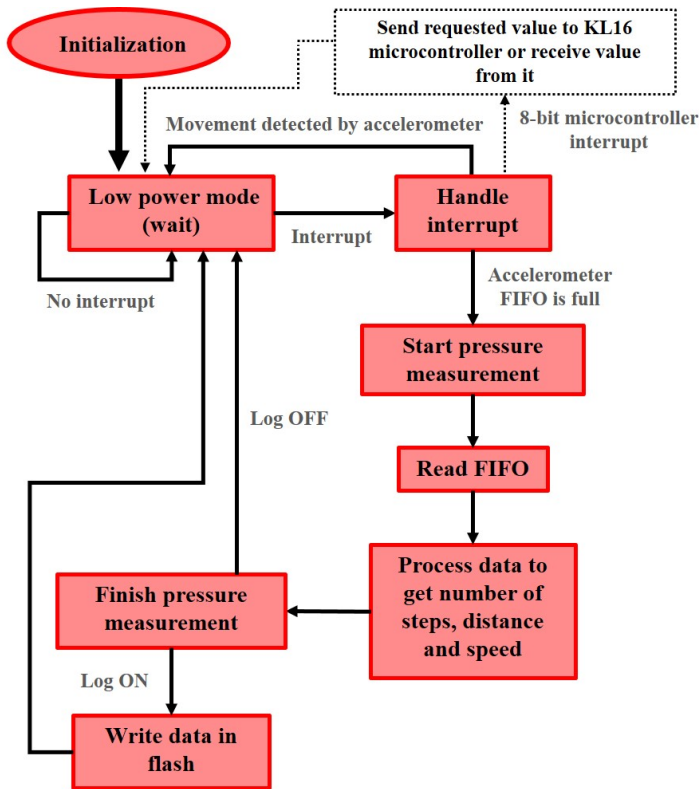 Initialization
Send requested value to KL16
microcontroller or receive value
from it
Movement detected by accelerometer
8-bit microcontroller
interrupt
Low power mode
(wait)
Interrupt
Handle
interrupt
No interrupt
Accelerometer
FIFO is full
Start pressure
measurement
Log OFF
Read FIFO
Process data to
get number of
steps, distance
and speed
Finish pressure
measurement
Log ON
Write data in
flash